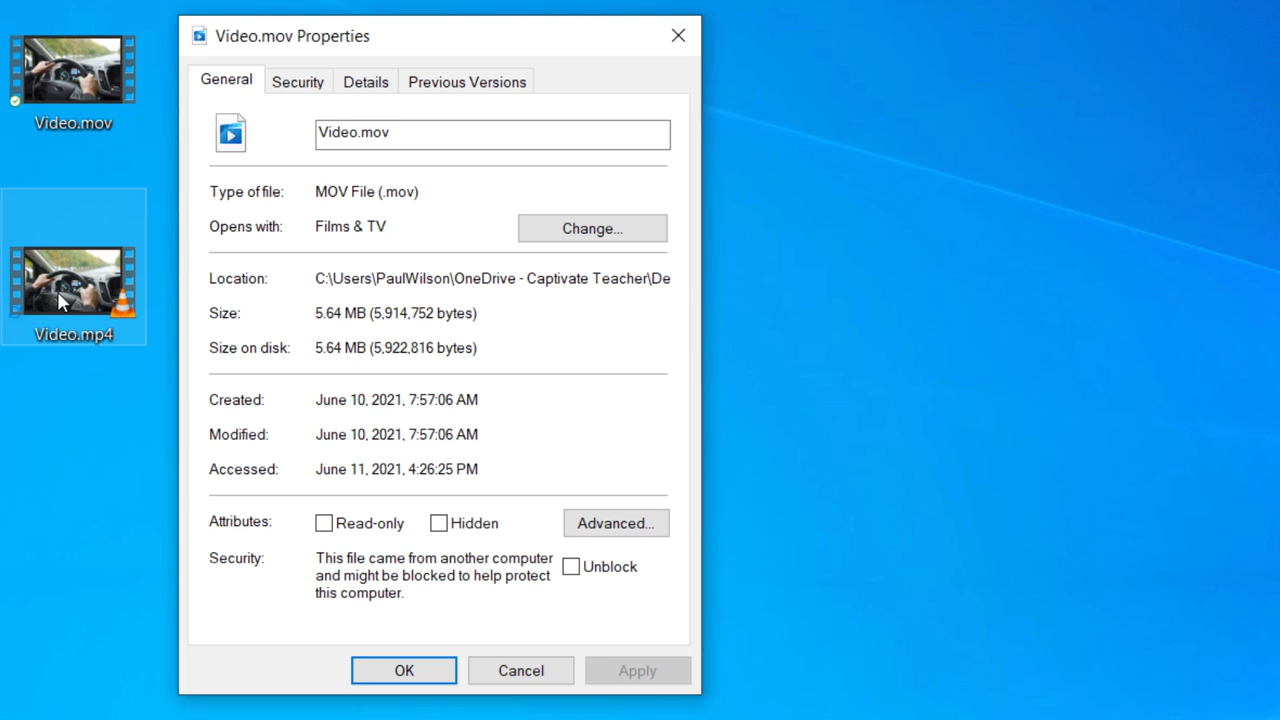 Video.mov
Video.mp4
Video.mov Properties
General Security Details Previous Versions
Video.mov
Type of file: MOV File (.mov)
Opens with: Films & TV Change...
Location: C:\Users\PaulWilson\OneDrive - Captivate Teacher\De
Size: 5.64 MB (5,914,752 bytes)
Size on disk: 5.64 MB (5,922,816 bytes)
Created: June 10, 2021, 7:57:06 AM
Modified: June 10, 2021, 7:57:06 AM
Accessed: June 11, 2021, 4:26:25 PM
Attributes: Read-only Hidden Advanced...
Security: This file came from another computer
and might be blocked to help protect
this computer.
Unblock
OK Cancel Apply